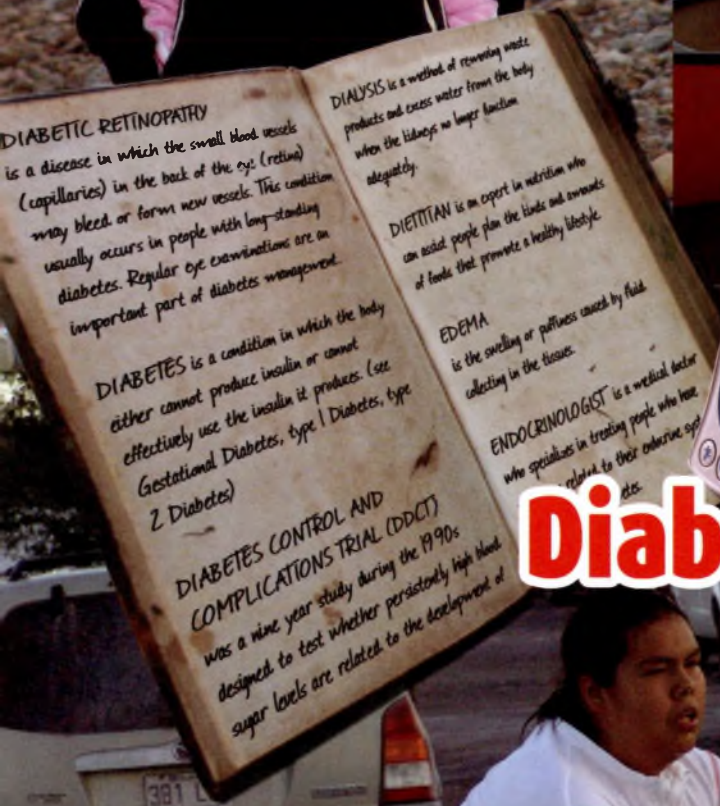 DIABETIC RETINOPATHY
is a disease in which the small blood vessels
(capillaries) in the back of the eye (retina)
may bleed or form new vessels. This condition
usually occurs in people with long-standing
diabetes. Regular eye examinations are an
important part of diabetes management.
DIABETES is a condition in which the body
either cannot produce insulin or cannot
effectively use the insulin it produces. (see
Gestational Diabetes, type 1 Diabetes, type
2 Diabetes)
DIABETES CONTROL AND
COMPLICATIONS TRIAL (DDCT)
was a nine year study during the 1990s
designed to test whether persistently high blood
sugar levels are related to the development of
DIALYSIS is a method of removing waste
products and excess water from the body
when the kidneys no longer function
adequately.
DIETITIAN is an expert in nutrition who
can assist people plan the kinds and amounts
of foods that promote a healthy lifestyle.
EDEMA
is the swelling or puffiness caused by fluid
collecting in the tissues.
ENDOCRINOLOGIST is a medical doctor
who specializes in treating people who have
related to their endocrine syst
etes.
Diab
381 L